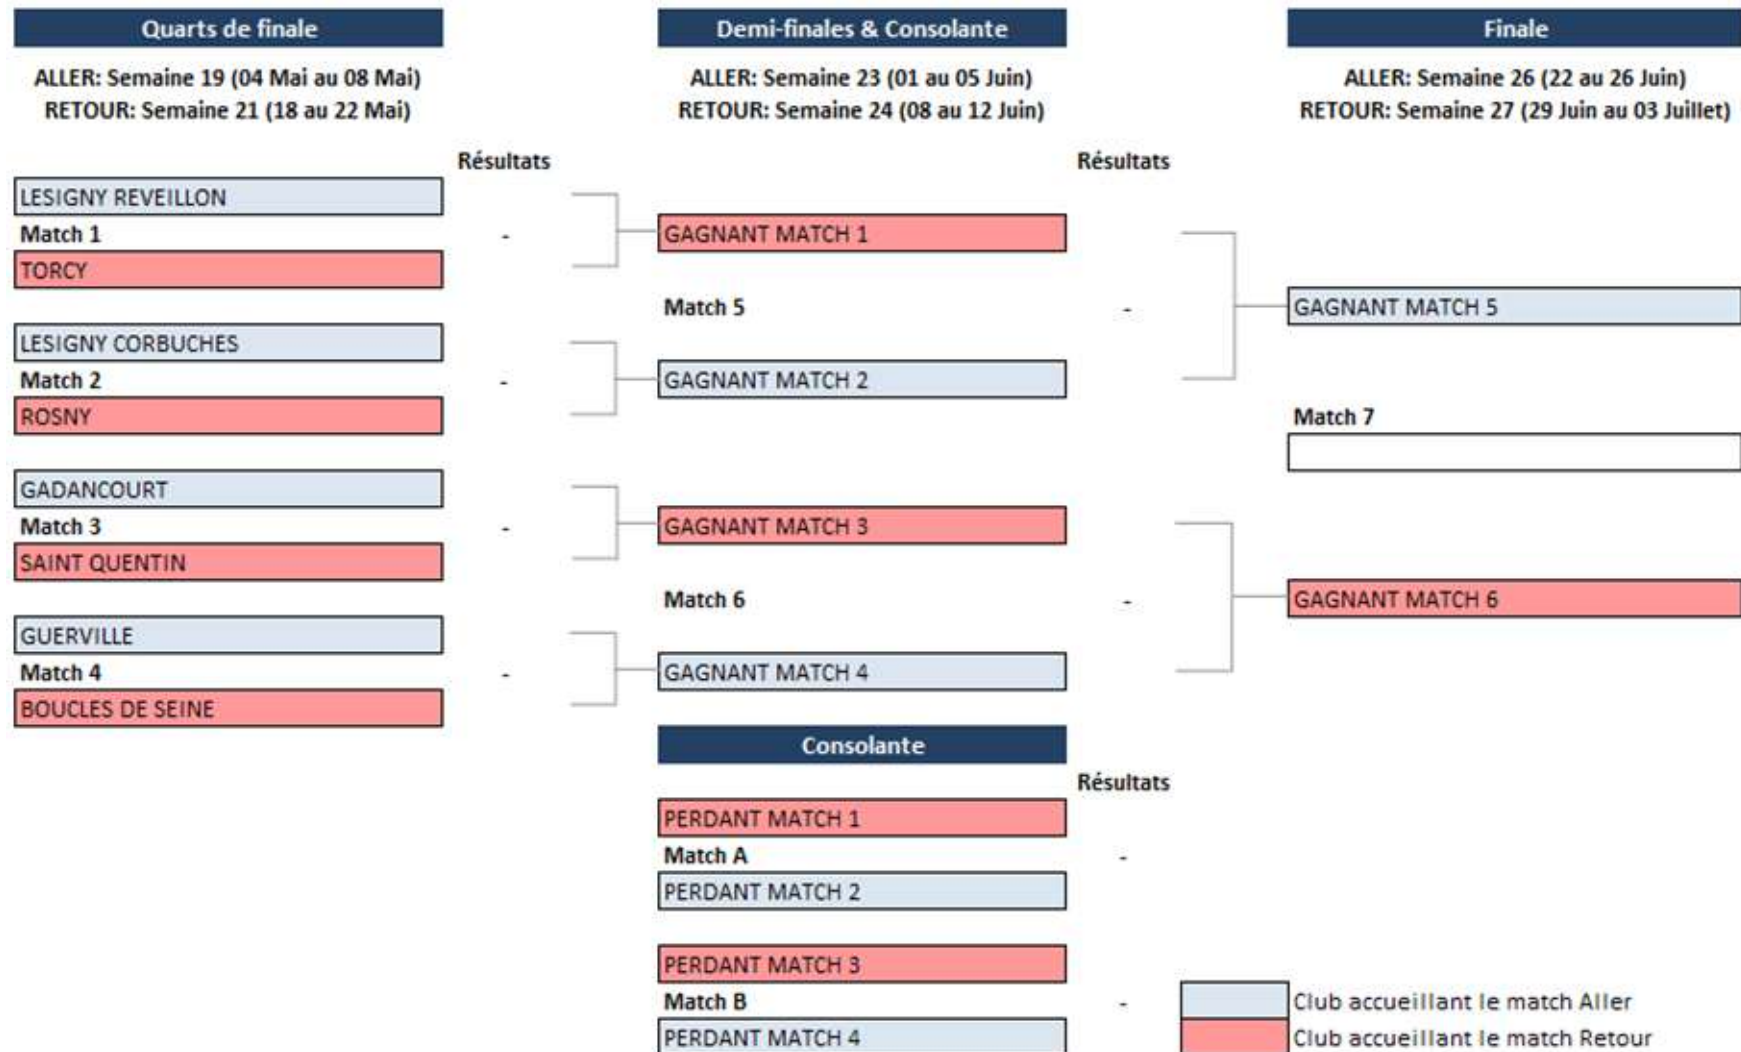 Quarts de finale
ALLER: Semaine 19 (04 Mai au 08 Mai)
RETOUR: Semaine 21 (18 au 22 Mai)
Résultats
LESIGNY REVEILLON
Match 1
-
TORCY
LESIGNY CORBUCHES
Match 2
-
ROSNY
GADANCOURT
Match 3
-
SAINT QUENTIN
GUERVILLE
Match 4
-
BOUCLES DE SEINE
Demi-finales & Consolante
ALLER: Semaine 23 (01 au 05 Juin)
RETOUR: Semaine 24 (08 au 12 Juin)
Résultats
GAGNANT MATCH 1
Match 5
-
GAGNANT MATCH 2
GAGNANT MATCH 3
Match 6
-
GAGNANT MATCH 4
Consolante
Résultats
PERDANT MATCH 1
Match A
-
PERDANT MATCH 2
PERDANT MATCH 3
Match B
-
PERDANT MATCH 4
Finale
ALLER: Semaine 26 (22 au 26 Juin)
RETOUR: Semaine 27 (29 Juin au 03 Juillet)
GAGNANT MATCH 5
Match 7
GAGNANT MATCH 6
Club accueillant le match Aller
Club accueillant le match Retour